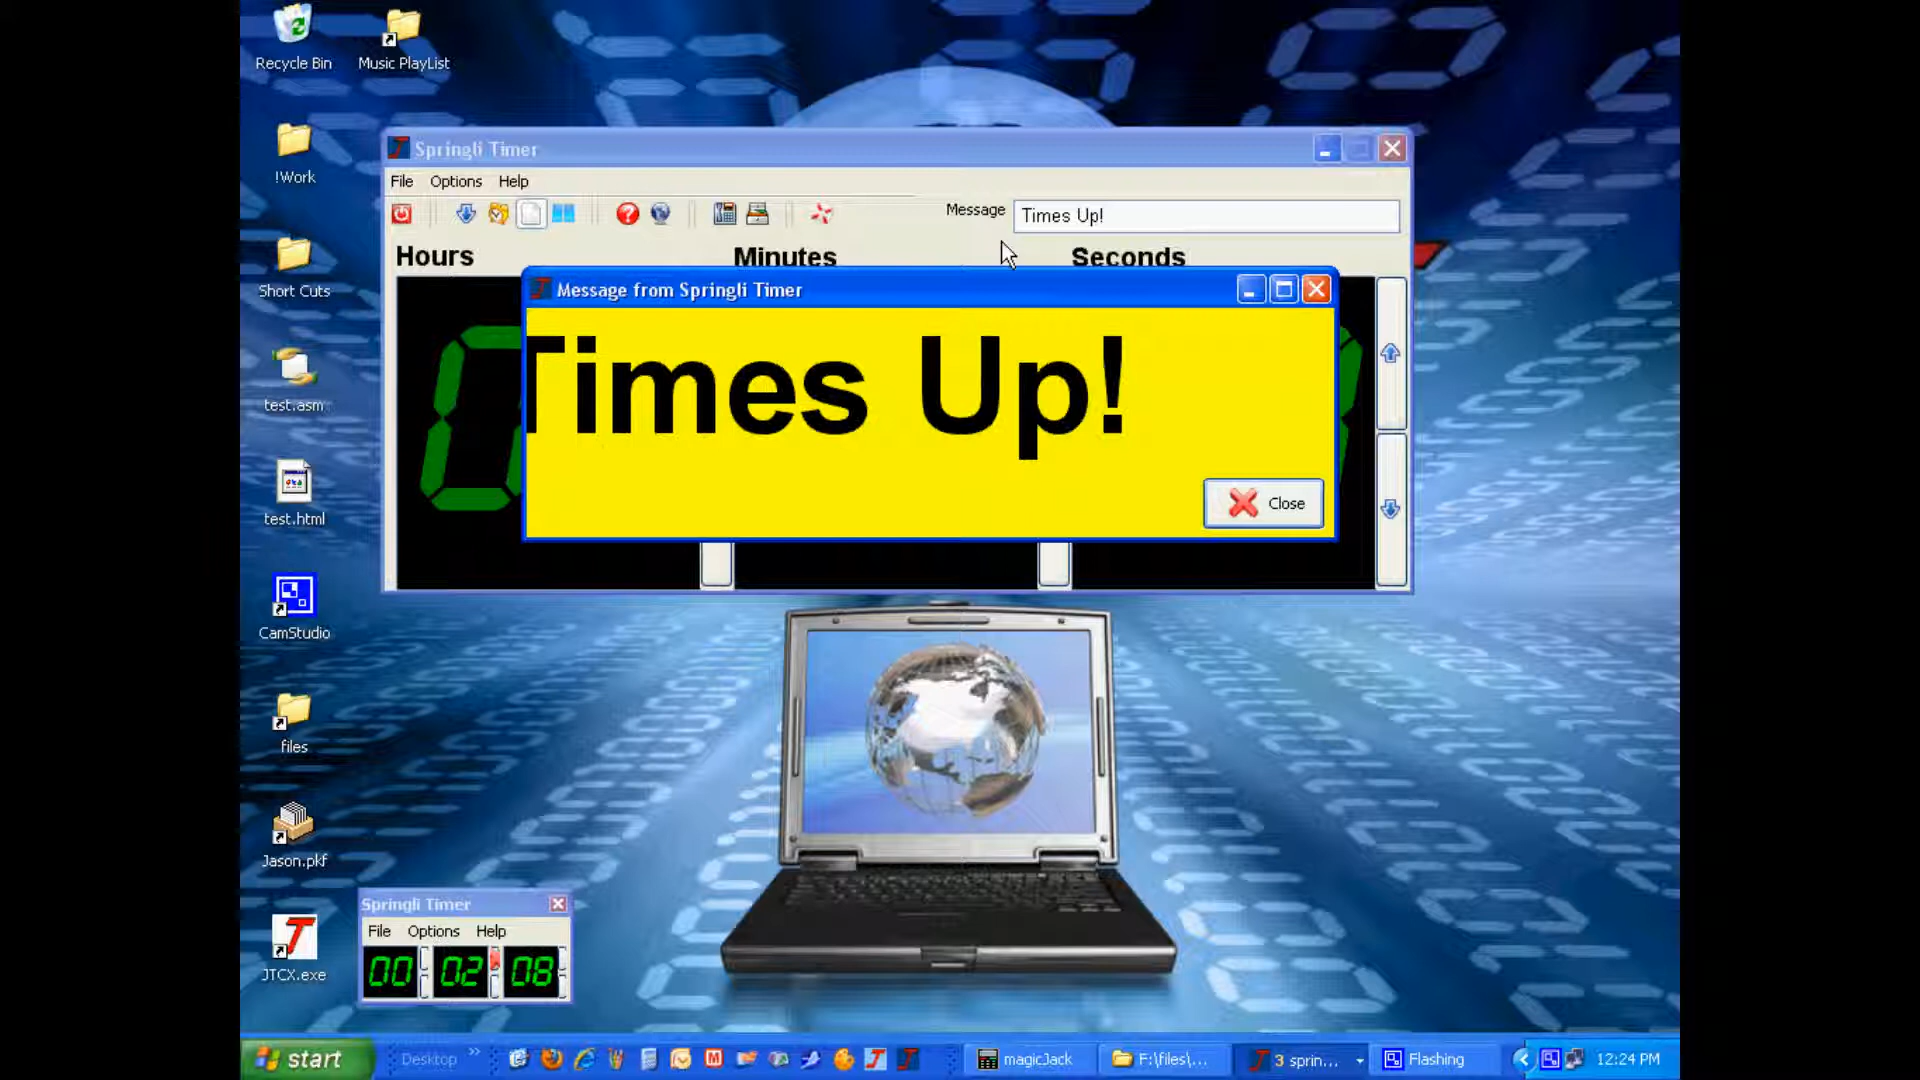 Recycle Bin
Music PlayList
!Work
Short Cuts
test.asm
test.html
CamStudio
files
Jason.pkf
JTCX.exe
Springli Timer
File Options Help
Message Times Up!
Hours Minutes Seconds
Message from Springli Timer
Times Up!
Close
Springli Timer
File Options Help
00 02 08
start
Desktop »
magicJack
F:\files\...
3 sprin...
Flashing
12:24 PM